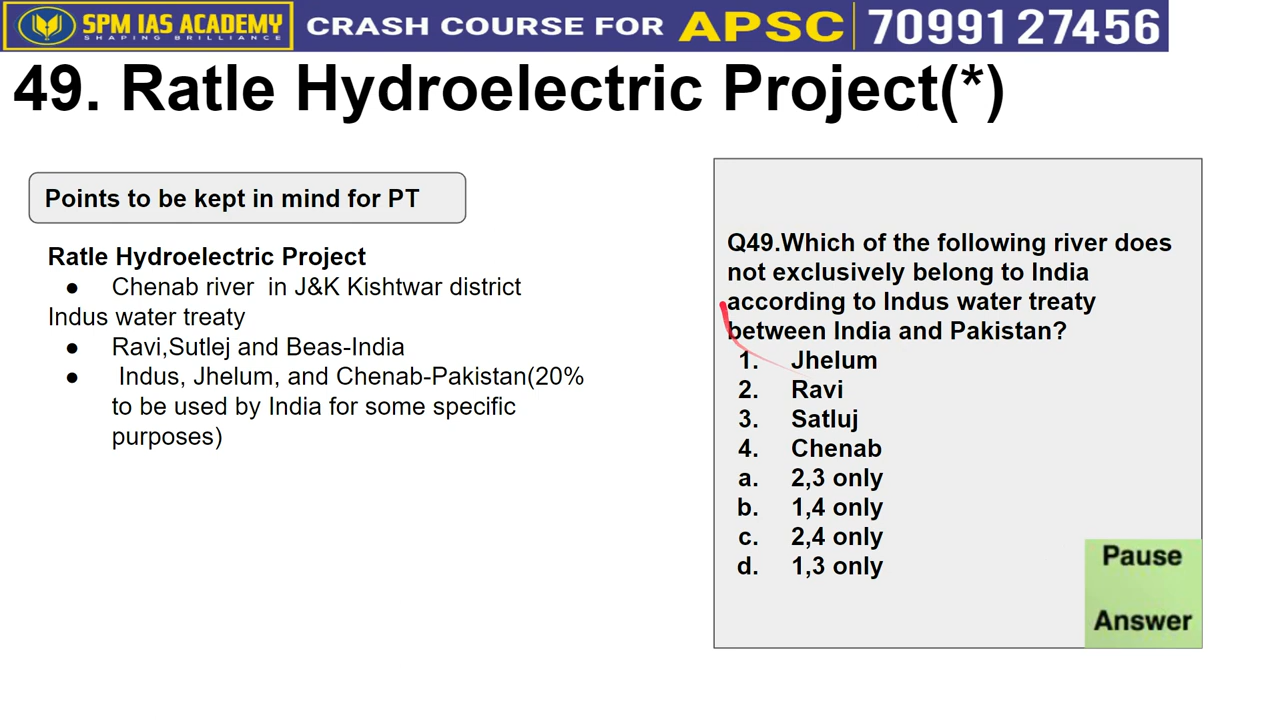 SPM IAS ACADEMY
SHAPING BRILLIANCE
CRASH COURSE FOR APSC 70991 27456
49. Ratle Hydroelectric Project(*)
Points to be kept in mind for PT
Ratle Hydroelectric Project
● Chenab river in J&K Kishtwar district
Indus water treaty
● Ravi,Sutlej and Beas-India
● Indus, Jhelum, and Chenab-Pakistan(20%
to be used by India for some specific
purposes)
Q49.Which of the following river does
not exclusively belong to India
according to Indus water treaty
between India and Pakistan?
1. Jhelum
2. Ravi
3. Satluj
4. Chenab
a. 2,3 only
b. 1,4 only
c. 2,4 only
d. 1,3 only
Pause
Answer